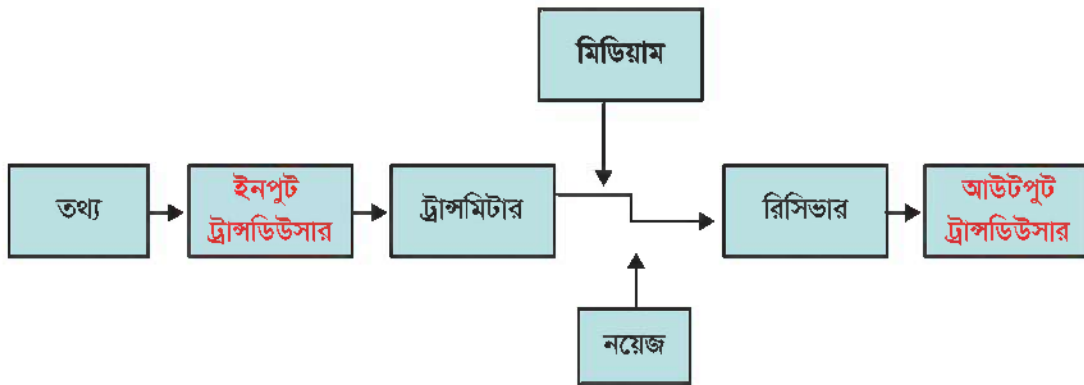 মিডিয়াম
তথ্য
ইনপুট
ট্রান্সডিউসার
ট্রান্সমিটার
রিসিভার
আউটপুট
ট্রান্সডিউসার
নয়েজ